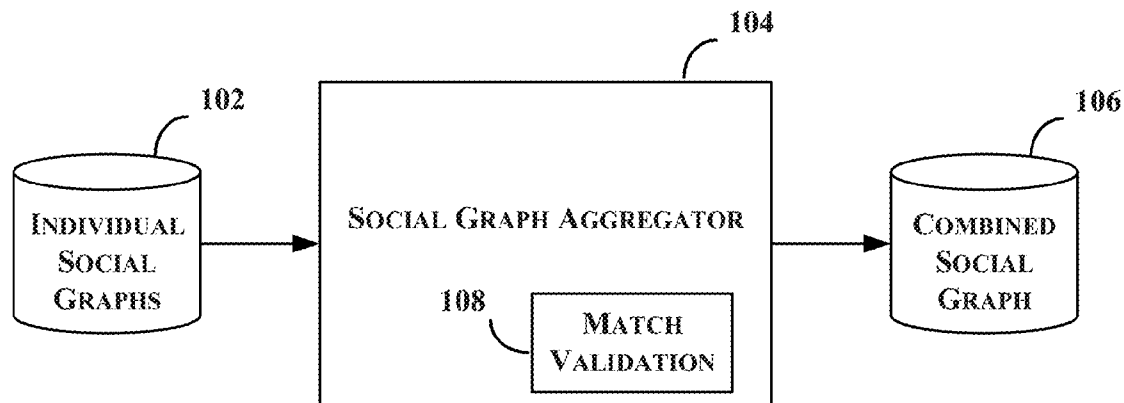 104
102
106
INDIVIDUAL
SOCIAL
GRAPHS
SOCIAL GRAPH AGGREGATOR
COMBINED
SOCIAL
GRAPH
108
MATCH
VALIDATION